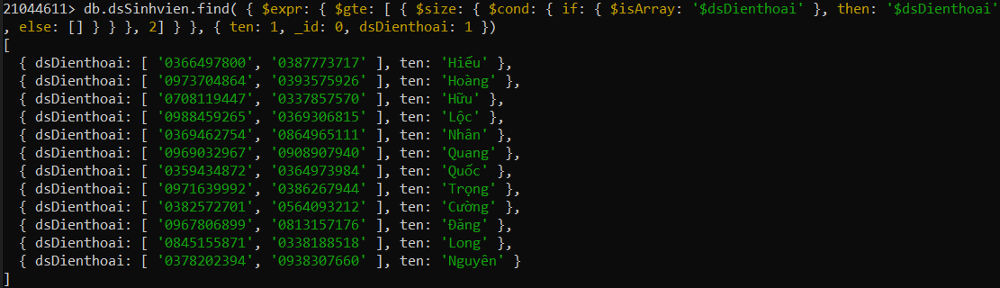 21044611> db.dsSinhvien.find( { $expr: { $gte: [ { $size: { $cond: { if: { $isArray: '$dsDienthoai' }, then: '$dsDienthoai'
, else: [] } } }, 2] } }, { ten: 1, _id: 0, dsDienthoai: 1 })
[
  { dsDienthoai: [ '0366497800', '0387773717' ], ten: 'Hiếu' },
  { dsDienthoai: [ '0973704864', '0393575926' ], ten: 'Hoàng' },
  { dsDienthoai: [ '0708119447', '0337857570' ], ten: 'Hữu' },
  { dsDienthoai: [ '0988459265', '0369306815' ], ten: 'Lộc' },
  { dsDienthoai: [ '0369462754', '0864965111' ], ten: 'Nhân' },
  { dsDienthoai: [ '0969032967', '0908907940' ], ten: 'Quang' },
  { dsDienthoai: [ '0359434872', '0364973984' ], ten: 'Quốc' },
  { dsDienthoai: [ '0971639992', '0386267944' ], ten: 'Trọng' },
  { dsDienthoai: [ '0382572701', '0564093212' ], ten: 'Cường' },
  { dsDienthoai: [ '0967806899', '0813157176' ], ten: 'Đăng' },
  { dsDienthoai: [ '0845155871', '0338188518' ], ten: 'Long' },
  { dsDienthoai: [ '0378202394', '0938307660' ], ten: 'Nguyên' }
]